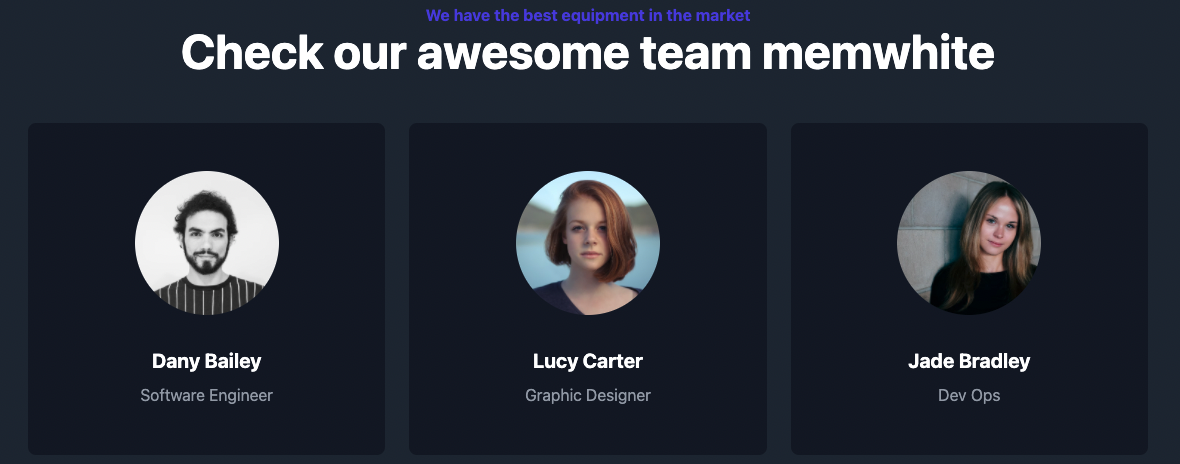 We have the best equipment in the market
Check our awesome team memwhite
Dany Bailey
Software Engineer
Lucy Carter
Graphic Designer
Jade Bradley
Dev Ops